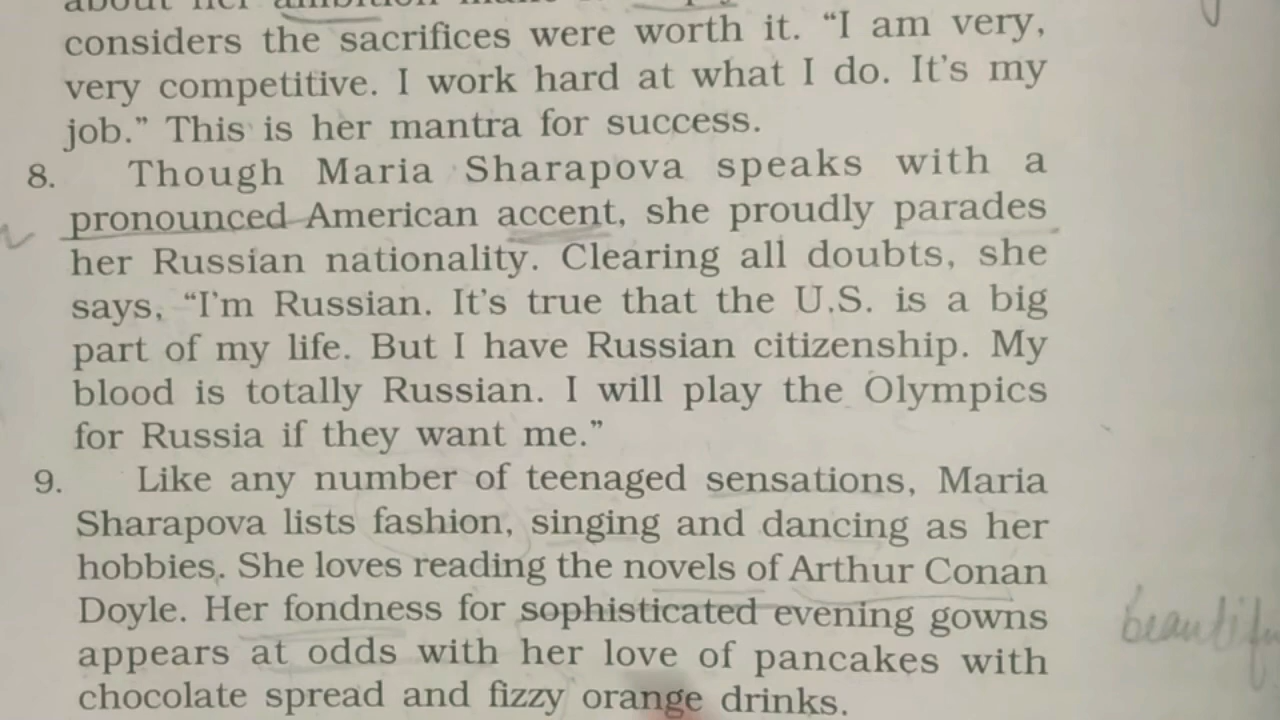 considers the sacrifices were worth it. “I am very,
very competitive. I work hard at what I do. It's my
job.” This is her mantra for success.
8. Though Maria Sharapova speaks with a
pronounced American accent, she proudly parades
her Russian nationality. Clearing all doubts, she
says, “I'm Russian. It's true that the U.S. is a big
part of my life. But I have Russian citizenship. My
blood is totally Russian. I will play the Olympics
for Russia if they want me.”
9. Like any number of teenaged sensations, Maria
Sharapova lists fashion, singing and dancing as her
hobbies. She loves reading the novels of Arthur Conan
Doyle. Her fondness for sophisticated evening gowns
appears at odds with her love of pancakes with
chocolate spread and fizzy orange drinks.